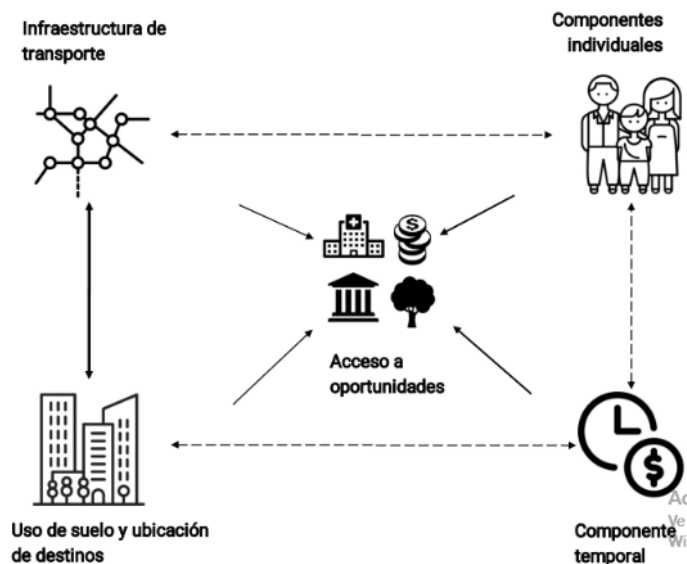 Infraestructura de
transporte
Componentes
individuales
$
Acceso a
oportunidades
$
Uso de suelo y ubicación
de destinos
Componente
temporal